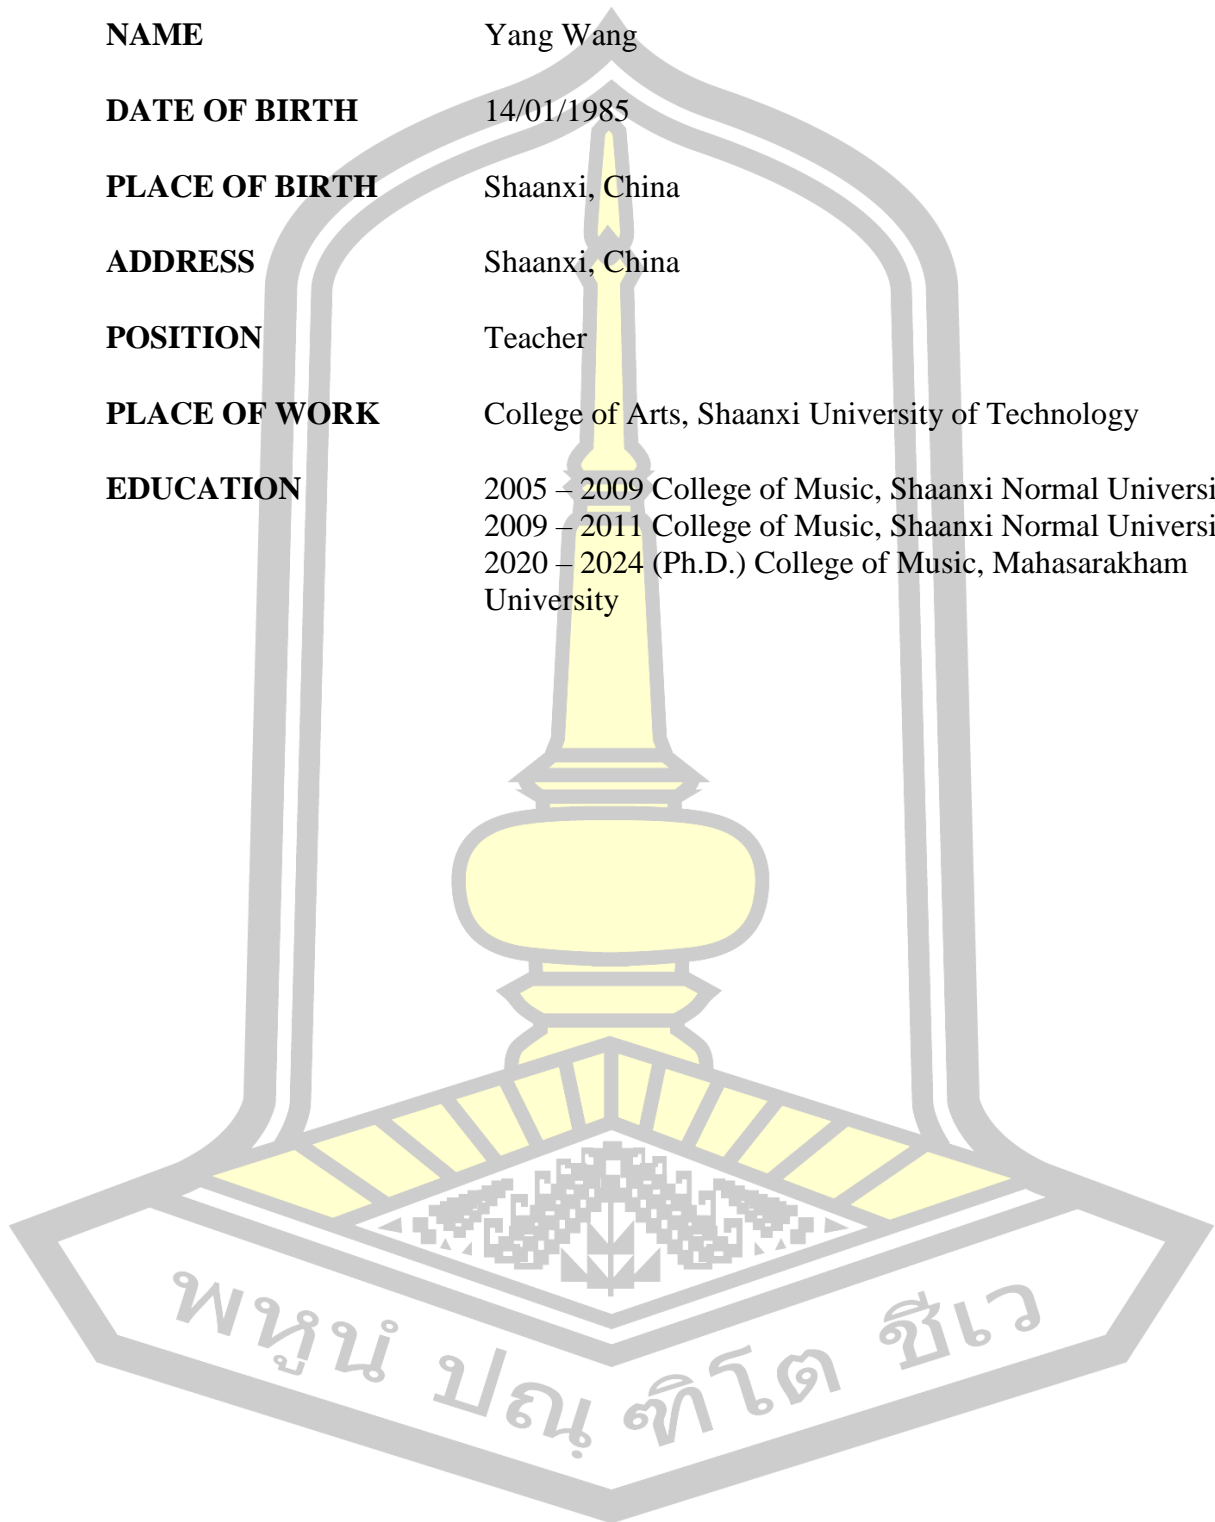 NAME Yang Wang
DATE OF BIRTH 14/01/1985
PLACE OF BIRTH Shaanxi, China
ADDRESS Shaanxi, China
POSITION Teacher
PLACE OF WORK College of Arts, Shaanxi University of Technology
EDUCATION 2005 – 2009 College of Music, Shaanxi Normal Universi
2009 – 2011 College of Music, Shaanxi Normal Universi
2020 – 2024 (Ph.D.) College of Music, Mahasarakham
University
พหูนํ ปณฺ ฑิโต ชีเว